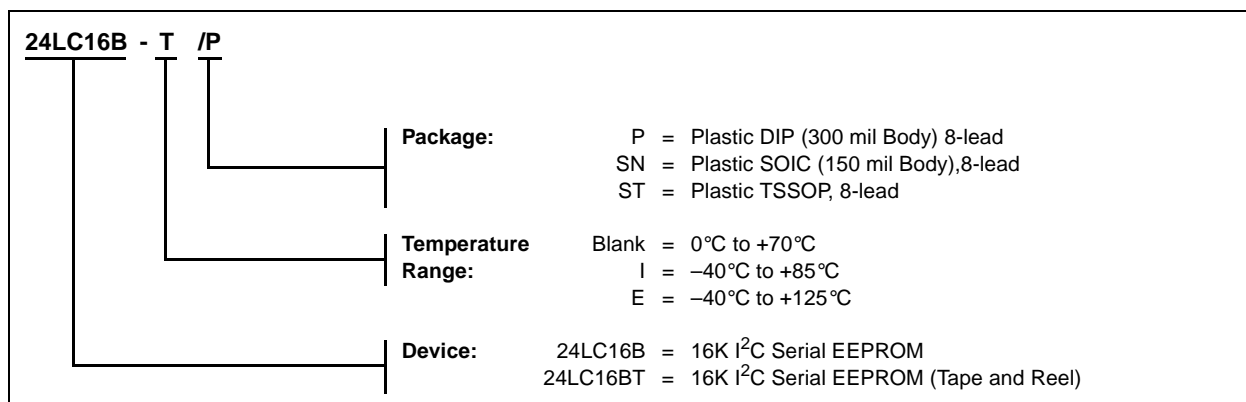 24LC16B - T /P
Package: P = Plastic DIP (300 mil Body) 8-lead
SN = Plastic SOIC (150 mil Body),8-lead
ST = Plastic TSSOP, 8-lead
Temperature Blank = 0°C to +70°C
Range: I = –40°C to +85°C
E = –40°C to +125°C
Device: 24LC16B = 16K I²C Serial EEPROM
24LC16BT = 16K I²C Serial EEPROM (Tape and Reel)